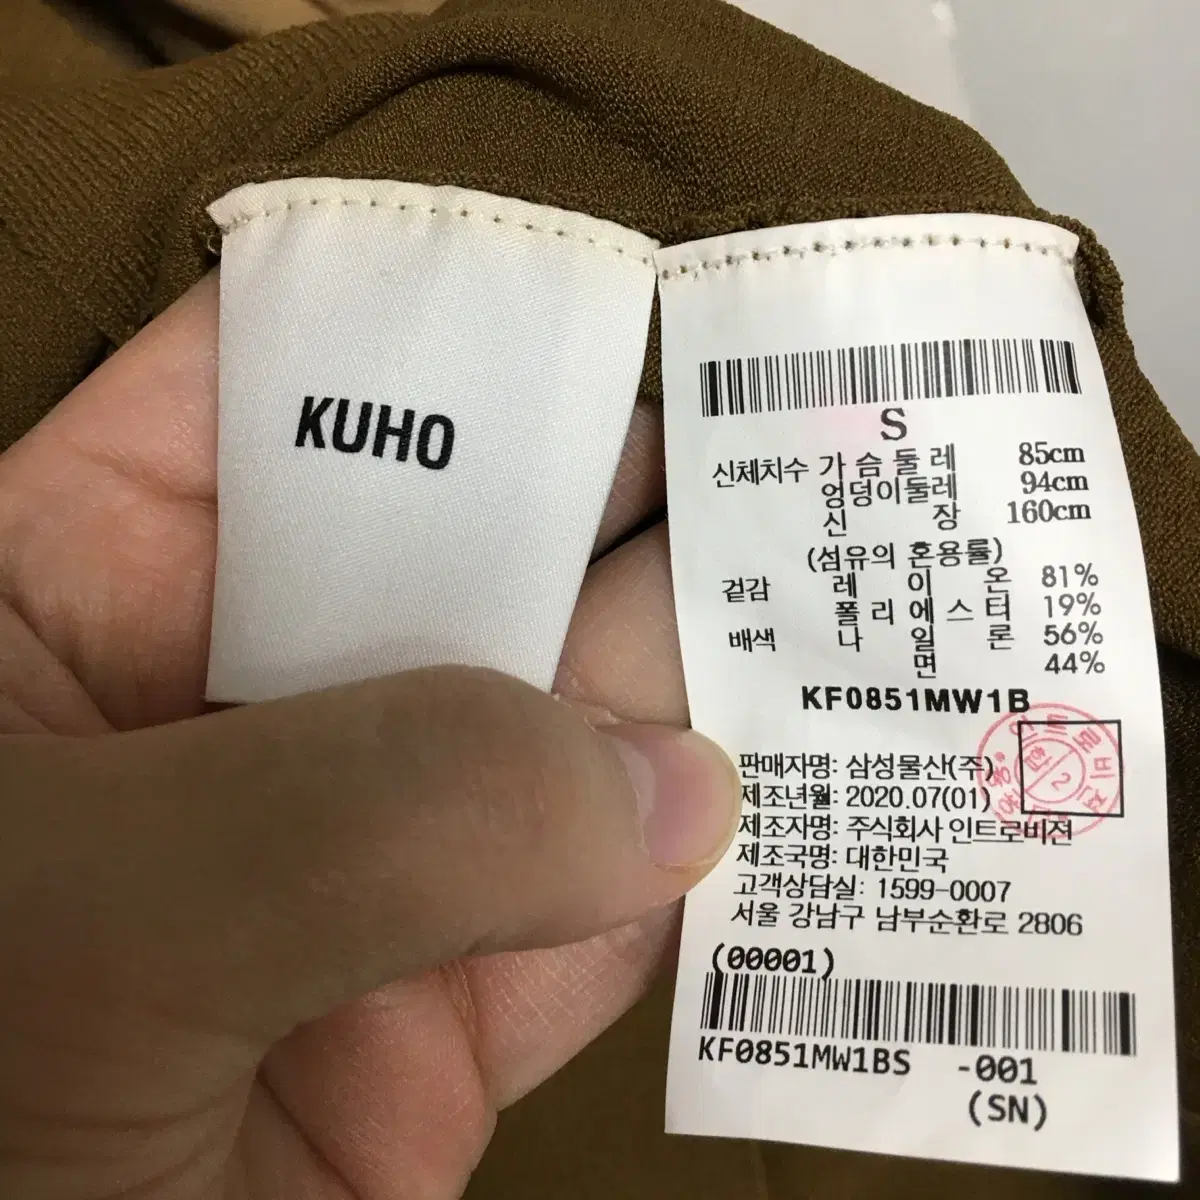 KUHO
S
신체치수 가슴둘레 85cm
엉덩이둘레 94cm
신장 160cm
(섬유의 혼용률)
겉감 레이온 81%
폴리에스터 19%
배색 나일론 56%
면 44%
KF0851MW1B
판매자명: 삼성물산(주)
제조년월: 2020.07(01)
제조자명: 주식회사 인트로비젼
제조국명: 대한민국
고객상담실: 1599-0007
서울 강남구 남부순환로 2806
(00001)
KF0851MW1BS -001
(SN)